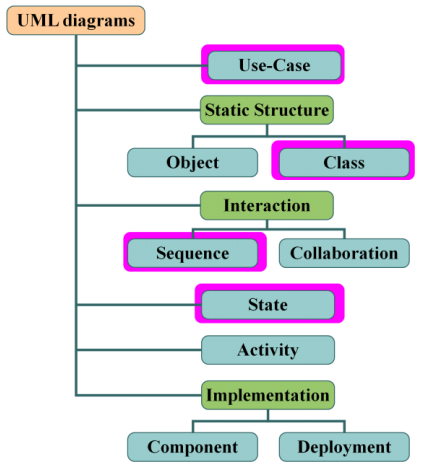 UML diagrams
Use-Case
Static Structure
Object
Class
Interaction
Sequence
Collaboration
State
Activity
Implementation
Component
Deployment